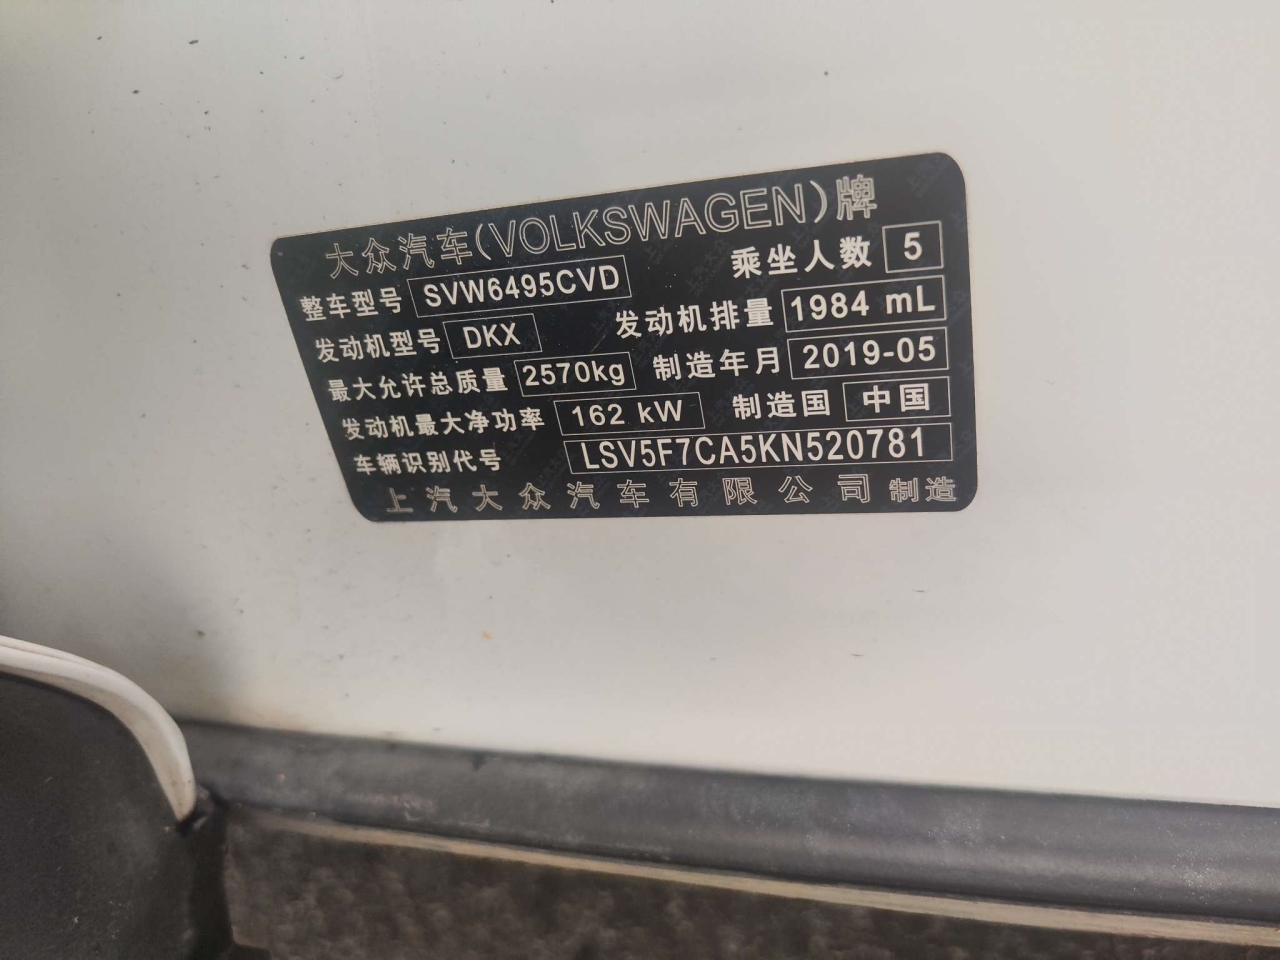 大众汽车(VOLKSWAGEN)牌
整车型号 SVW6495CVD 乘坐人数 5
发动机型号 DKX 发动机排量 1984 mL
最大允许总质量 2570kg 制造年月 2019-05
发动机最大净功率 162 kW 制造国 中国
车辆识别代号 LSV5F7CA5KN520781
上汽大众汽车有限公司 制造